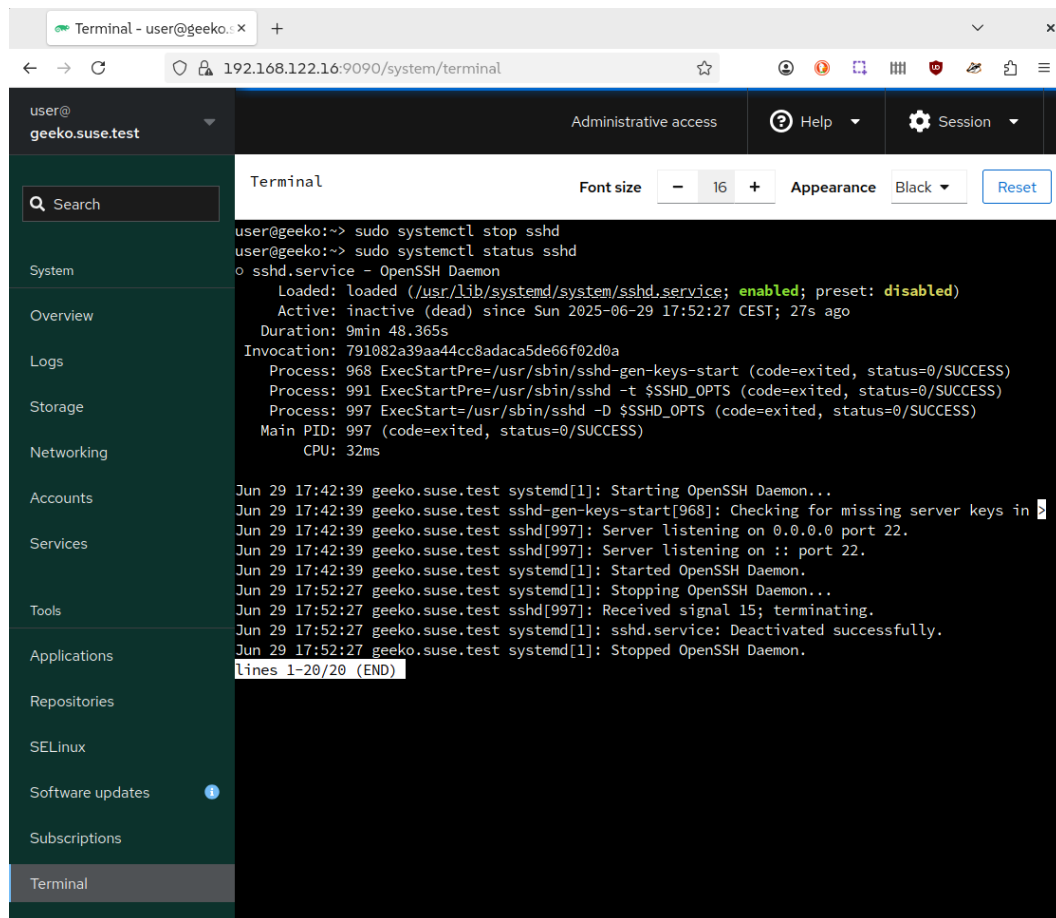 Terminal - user@geeko.s
192.168.122.16:9090/system/terminal
user@
geeko.suse.test
Administrative access
Help
Session
Search
System
Overview
Logs
Storage
Networking
Accounts
Services
Tools
Applications
Repositories
SELinux
Software updates
Subscriptions
Terminal
Terminal
Font size - 16 + Appearance Black Reset
user@geeko:~> sudo systemctl stop sshd
user@geeko:~> sudo systemctl status sshd
○ sshd.service - OpenSSH Daemon
Loaded: loaded (/usr/lib/systemd/system/sshd.service; enabled; preset: disabled)
Active: inactive (dead) since Sun 2025-06-29 17:52:27 CEST; 27s ago
Duration: 9min 48.365s
Invocation: 791082a39aa44cc8adaca5de66f02d0a
Process: 968 ExecStartPre=/usr/sbin/sshd-gen-keys-start (code=exited, status=0/SUCCESS)
Process: 991 ExecStartPre=/usr/sbin/sshd -t $SSHD_OPTS (code=exited, status=0/SUCCESS)
Process: 997 ExecStart=/usr/sbin/sshd -D $SSHD_OPTS (code=exited, status=0/SUCCESS)
Main PID: 997 (code=exited, status=0/SUCCESS)
CPU: 32ms
Jun 29 17:42:39 geeko.suse.test systemd[1]: Starting OpenSSH Daemon...
Jun 29 17:42:39 geeko.suse.test sshd-gen-keys-start[968]: Checking for missing server keys in >
Jun 29 17:42:39 geeko.suse.test sshd[997]: Server listening on 0.0.0.0 port 22.
Jun 29 17:42:39 geeko.suse.test sshd[997]: Server listening on :: port 22.
Jun 29 17:42:39 geeko.suse.test systemd[1]: Started OpenSSH Daemon.
Jun 29 17:52:27 geeko.suse.test systemd[1]: Stopping OpenSSH Daemon...
Jun 29 17:52:27 geeko.suse.test sshd[997]: Received signal 15; terminating.
Jun 29 17:52:27 geeko.suse.test systemd[1]: sshd.service: Deactivated successfully.
Jun 29 17:52:27 geeko.suse.test systemd[1]: Stopped OpenSSH Daemon.
lines 1-20/20 (END)